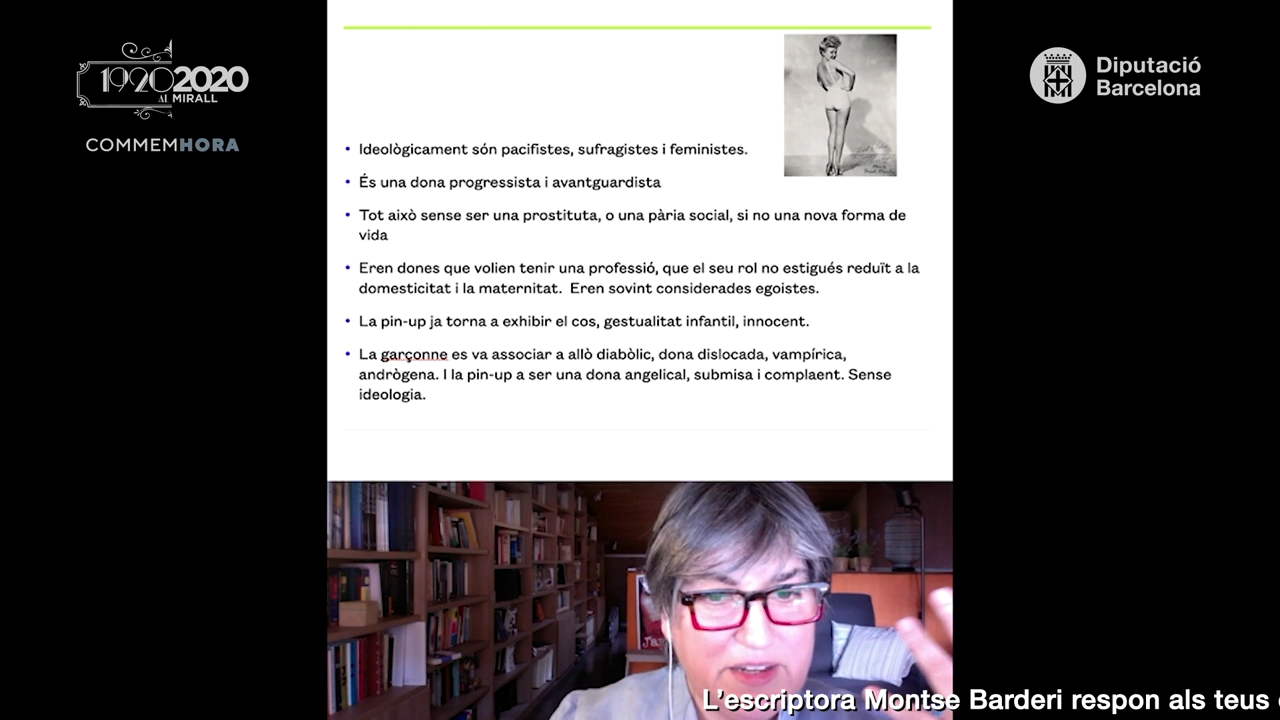 1920 2020
AL MIRALL
COMMEMHORA
Diputació
Barcelona
• Ideològicament són pacifistes, sufragistes i feministes.
• És una dona progressista i avantguardista
• Tot això sense ser una prostituta, o una pària social, si no una nova forma de
vida
• Eren dones que volien tenir una professió, que el seu rol no estigués reduït a la
domesticitat i la maternitat. Eren sovint considerades egoistes.
• La pin-up ja torna a exhibir el cos, gestualitat infantil, innocent.
• La garçonne es va associar a allò diabòlic, dona dislocada, vampírica,
andrògena. I la pin-up a ser una dona angelical, submisa i complaent. Sense
ideologia.
L'escriptora Montse Barderi respon als teus